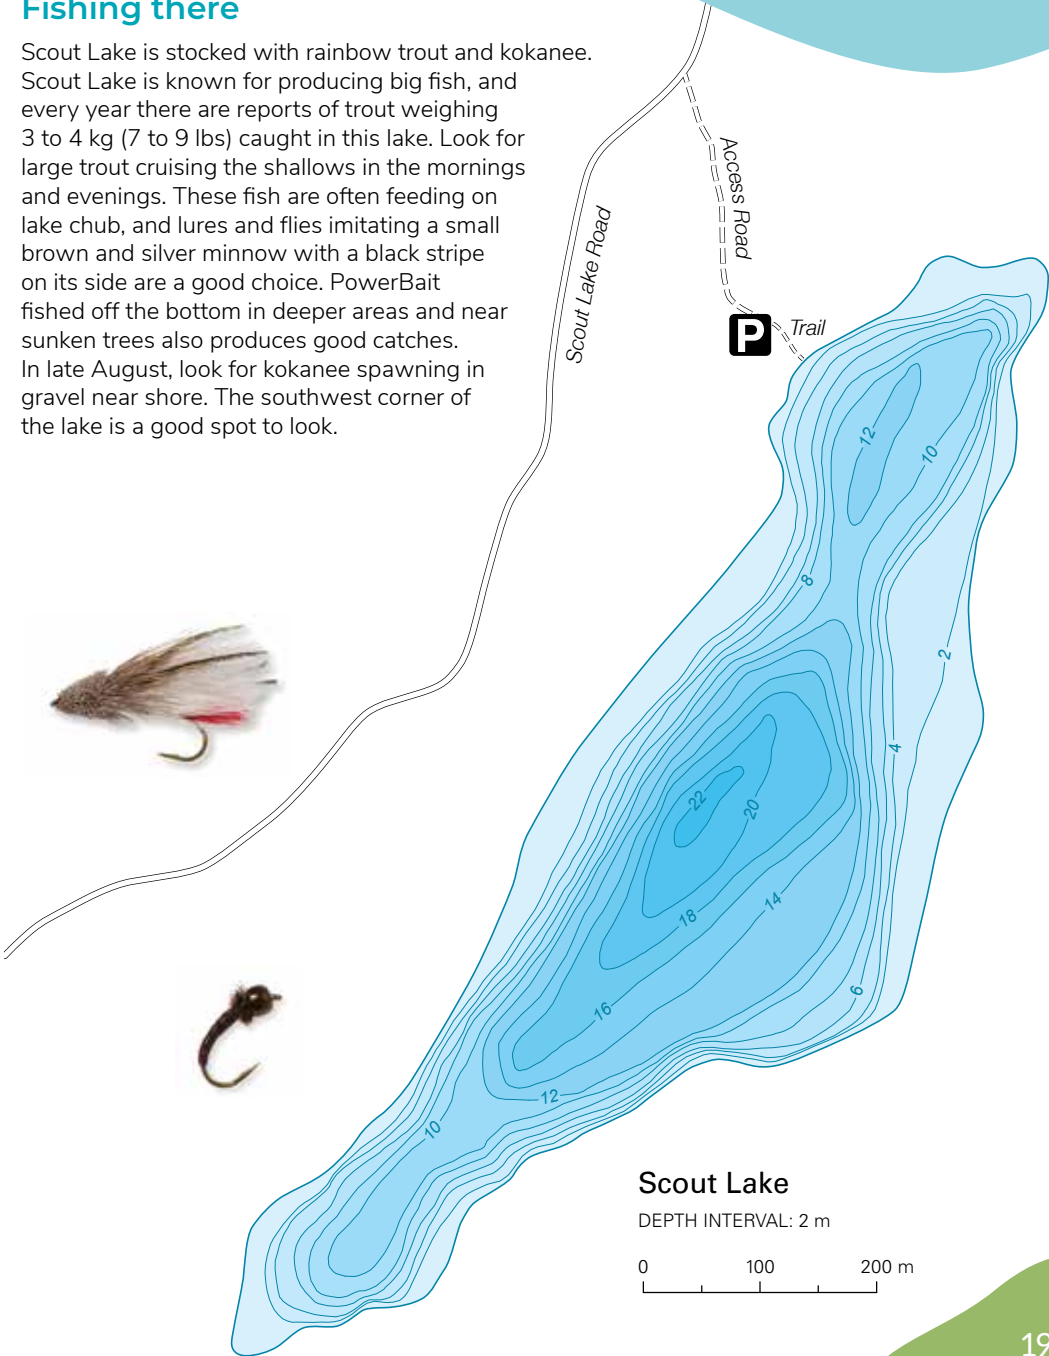 Fishing there
Scout Lake is stocked with rainbow trout and kokanee.
Scout Lake is known for producing big fish, and
every year there are reports of trout weighing
3 to 4 kg (7 to 9 lbs) caught in this lake. Look for
large trout cruising the shallows in the mornings
and evenings. These fish are often feeding on
lake chub, and lures and flies imitating a small
brown and silver minnow with a black stripe
on its side are a good choice. PowerBait
fished off the bottom in deeper areas and near
sunken trees also produces good catches.
In late August, look for kokanee spawning in
gravel near shore. The southwest corner of
the lake is a good spot to look.
Access Road
Scout Lake Road
P
Trail
12
10
8
2
4
22
20
14
18
6
16
12
10
Scout Lake
DEPTH INTERVAL: 2 m
0 100 200 m
19